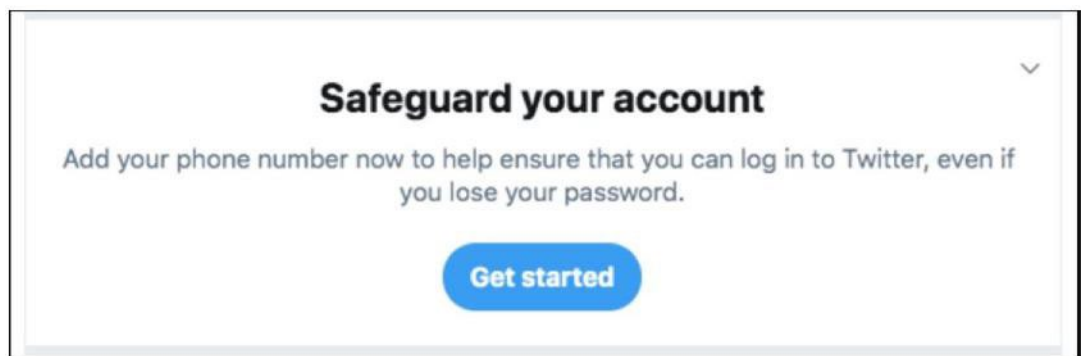 Safeguard your account
Add your phone number now to help ensure that you can log in to Twitter, even if
you lose your password.
Get started